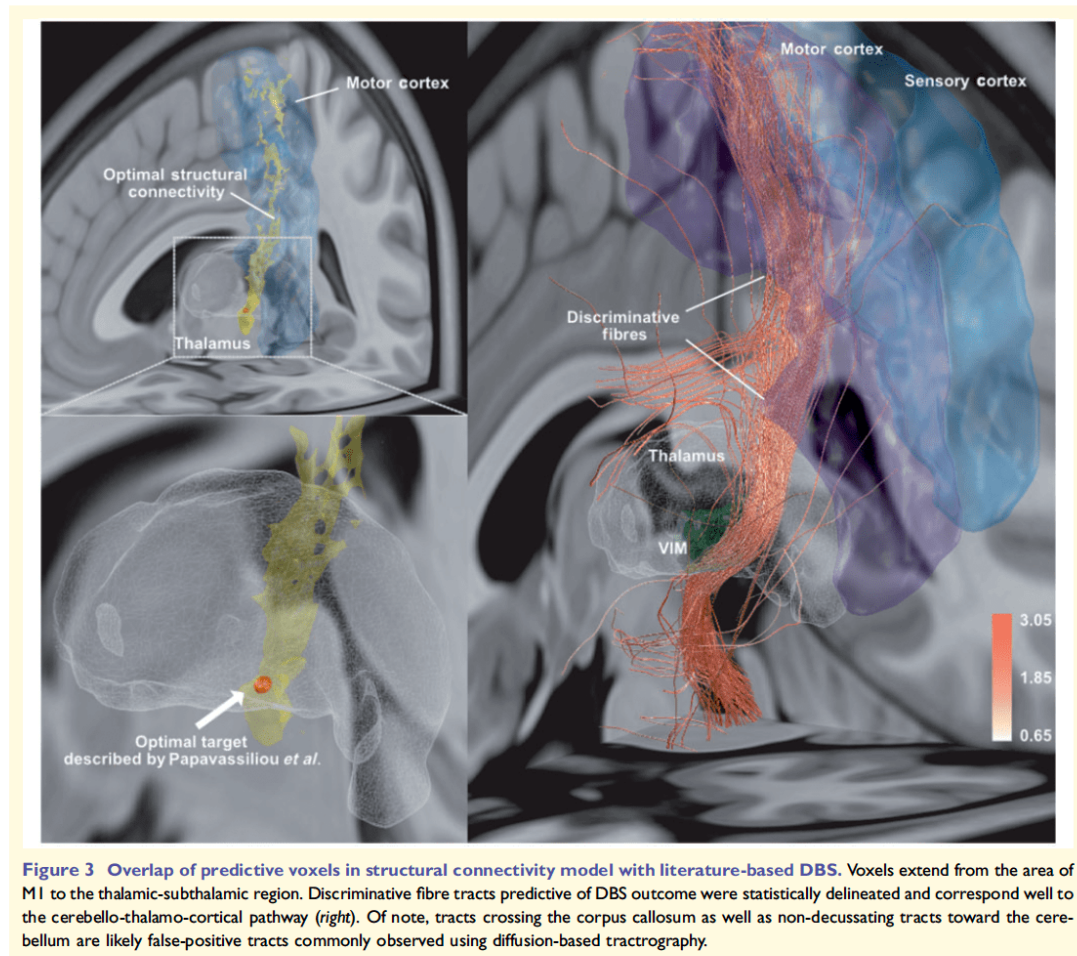 Motor cortex
Optimal structural
connectivity
Thalamus
Optimal target
described by Papavassiliou et al.
Motor cortex
Sensory cortex
Discriminative
fibres
Thalamus
VIM
3.05
1.85
0.65
Figure 3 Overlap of predictive voxels in structural connectivity model with literature-based DBS. Voxels extend from the area of
M1 to the thalamic-subthalamic region. Discriminative fibre tracts predictive of DBS outcome were statistically delineated and correspond well to
the cerebello-thalamo-cortical pathway (right). Of note, tracts crossing the corpus callosum as well as non-decussating tracts toward the cere-
bellum are likely false-positive tracts commonly observed using diffusion-based tractrography.